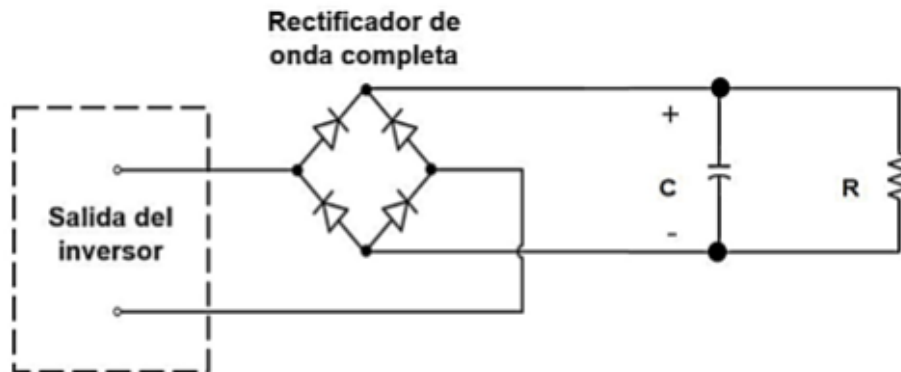 Rectificador de
onda completa
Salida del
inversor
+
C
-
R